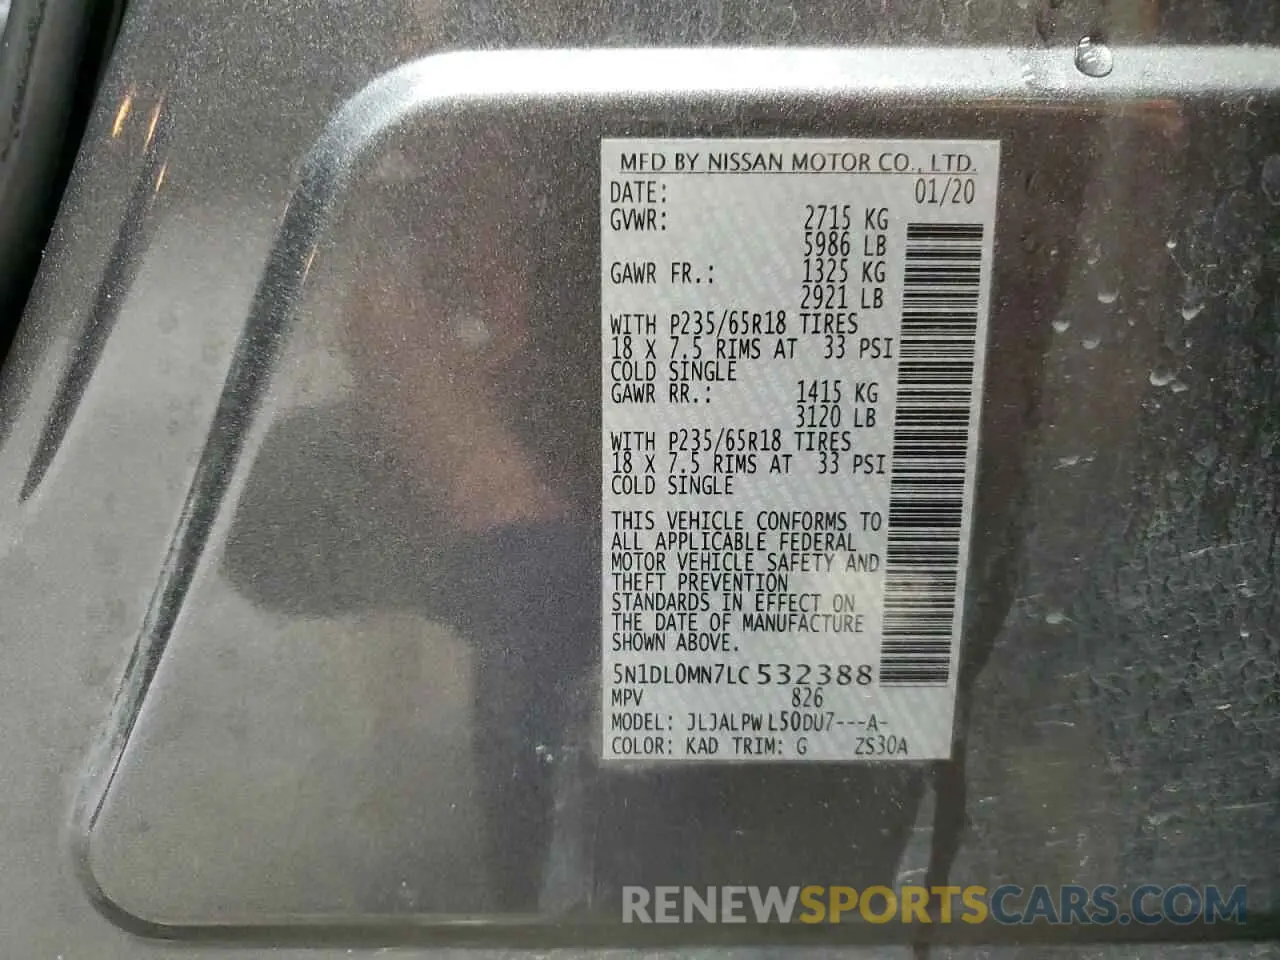 MFD BY NISSAN MOTOR CO., LTD.
DATE: 01/20
GVWR: 2715 KG
5986 LB
GAWR FR.: 1325 KG
2921 LB
WITH P235/65R18 TIRES
18 X 7.5 RIMS AT 33 PSI
COLD SINGLE
GAWR RR.: 1415 KG
3120 LB
WITH P235/65R18 TIRES
18 X 7.5 RIMS AT 33 PSI
COLD SINGLE
THIS VEHICLE CONFORMS TO
ALL APPLICABLE FEDERAL
MOTOR VEHICLE SAFETY AND
THEFT PREVENTION
STANDARDS IN EFFECT ON
THE DATE OF MANUFACTURE
SHOWN ABOVE.
5N1DL0MN7LC532388
MPV 826
MODEL: JLJALPWL50DU7---A-
COLOR: KAD TRIM: G ZS30A
RENEWSPORTSCARS.COM